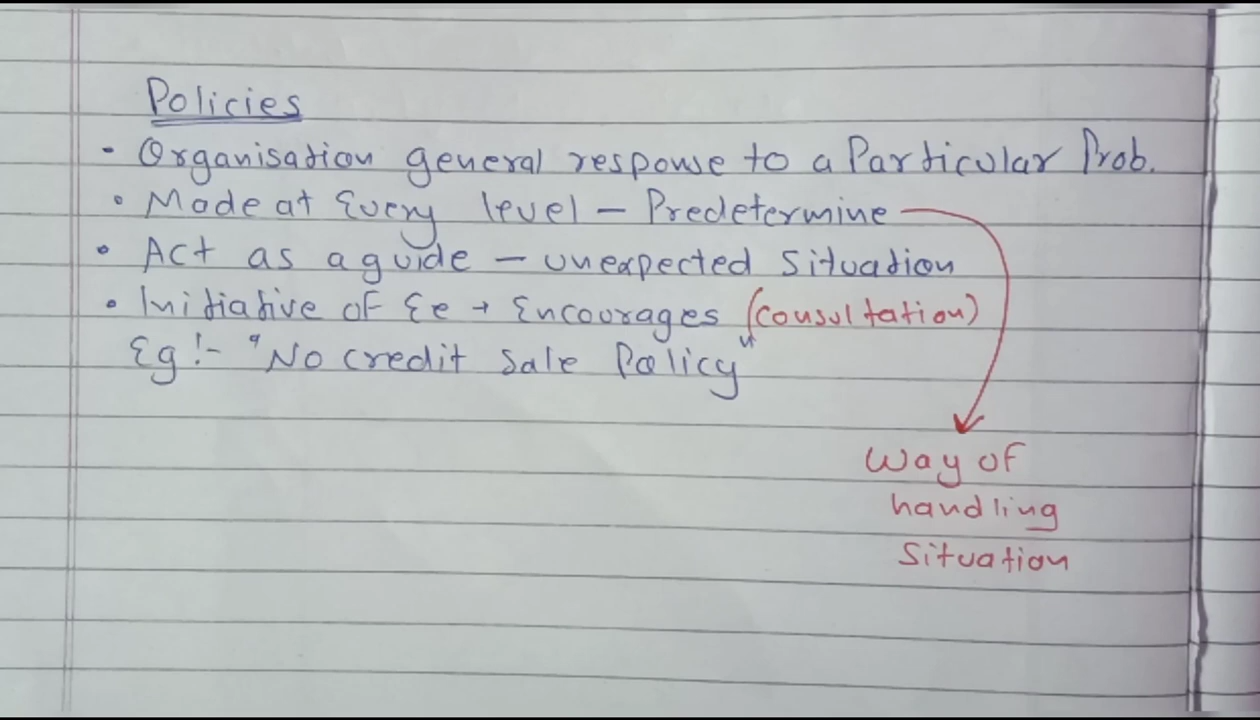 Policies
• Organisation general response to a Particular Prob.
• Made at Every level – Predetermine
• Act as a guide – unexpected situation
• Initiative of Ee → Encourages (consultation)
Eg :- "No credit Sale Policy"
Way of
handling
Situation